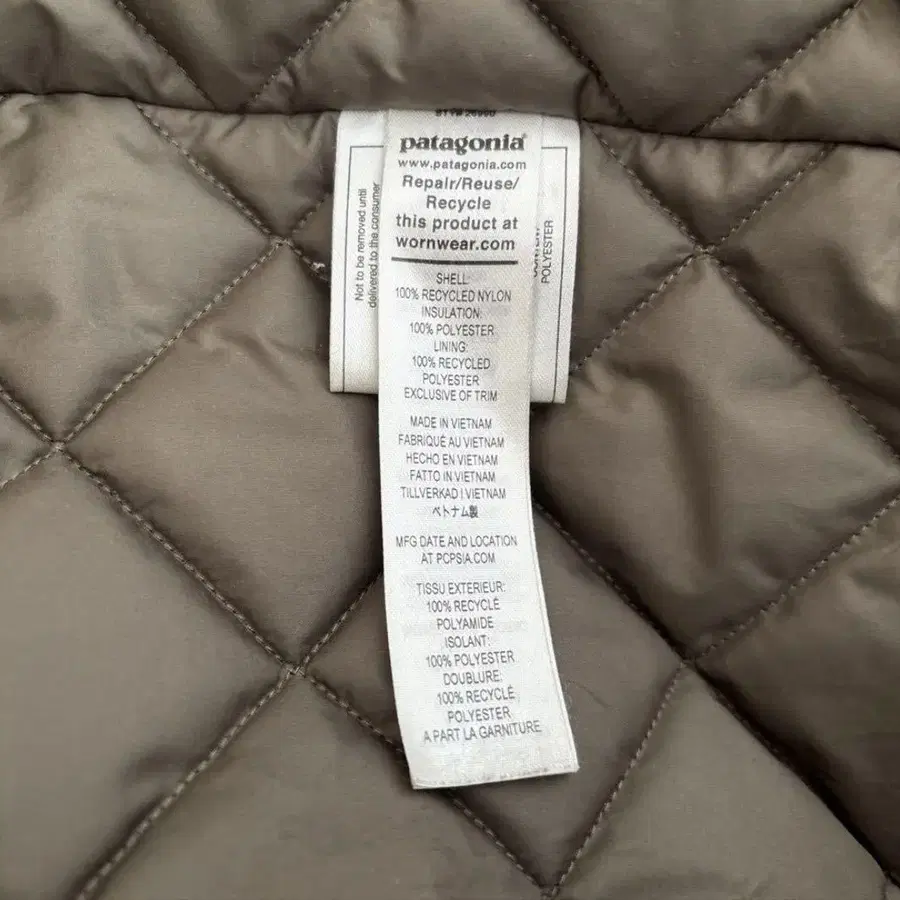 patagonia®
www.patagonia.com
Repair/Reuse/
Recycle
this product at
wornwear.com
SHELL:
100% RECYCLED NYLON
INSULATION:
100% POLYESTER
LINING:
100% RECYCLED
POLYESTER
EXCLUSIVE OF TRIM
MADE IN VIETNAM
FABRIQUÉ AU VIETNAM
HECHO EN VIETNAM
FATTO IN VIETNAM
TILLVERKAD I VIETNAM
ベトナム製
MFG DATE AND LOCATION
AT PCPSIA.COM
TISSU EXTERIEUR:
100% RECYCLÉ
POLYAMIDE
ISOLANT:
100% POLYESTER
DOUBLURE:
100% RECYCLÉ
POLYESTER
A PART LA GARNITURE
Not to be removed until
delivered to the consumer
POLYESTER